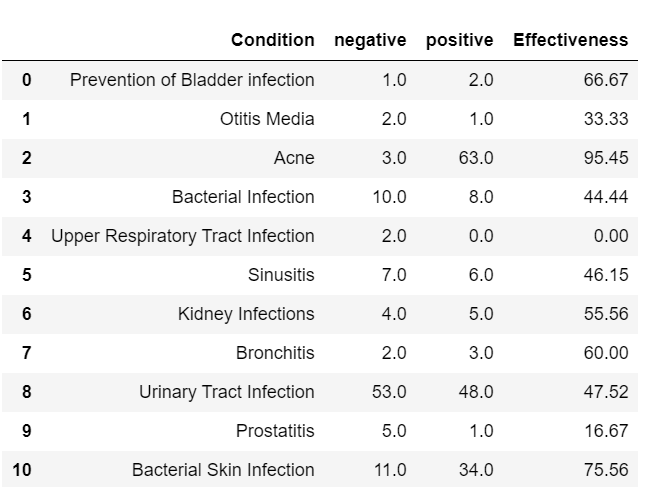 Condition negative positive Effectiveness
0 Prevention of Bladder infection 1.0 2.0 66.67
1 Otitis Media 2.0 1.0 33.33
2 Acne 3.0 63.0 95.45
3 Bacterial Infection 10.0 8.0 44.44
4 Upper Respiratory Tract Infection 2.0 0.0 0.00
5 Sinusitis 7.0 6.0 46.15
6 Kidney Infections 4.0 5.0 55.56
7 Bronchitis 2.0 3.0 60.00
8 Urinary Tract Infection 53.0 48.0 47.52
9 Prostatitis 5.0 1.0 16.67
10 Bacterial Skin Infection 11.0 34.0 75.56